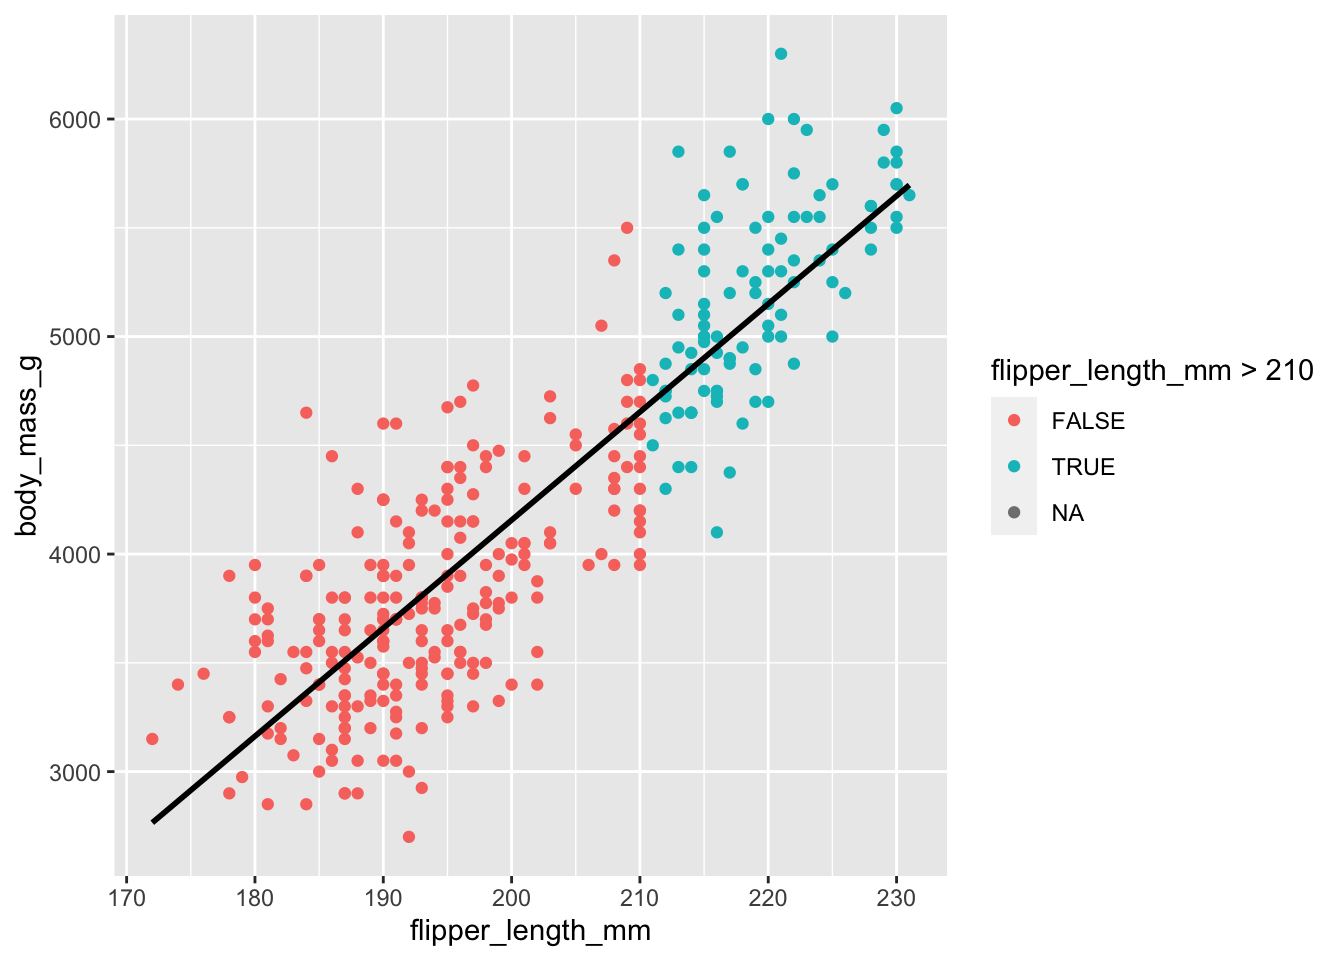 6000
5000
4000
3000
body_mass_g
170 180 190 200 210 220 230
flipper_length_mm
flipper_length_mm > 210
FALSE
TRUE
NA